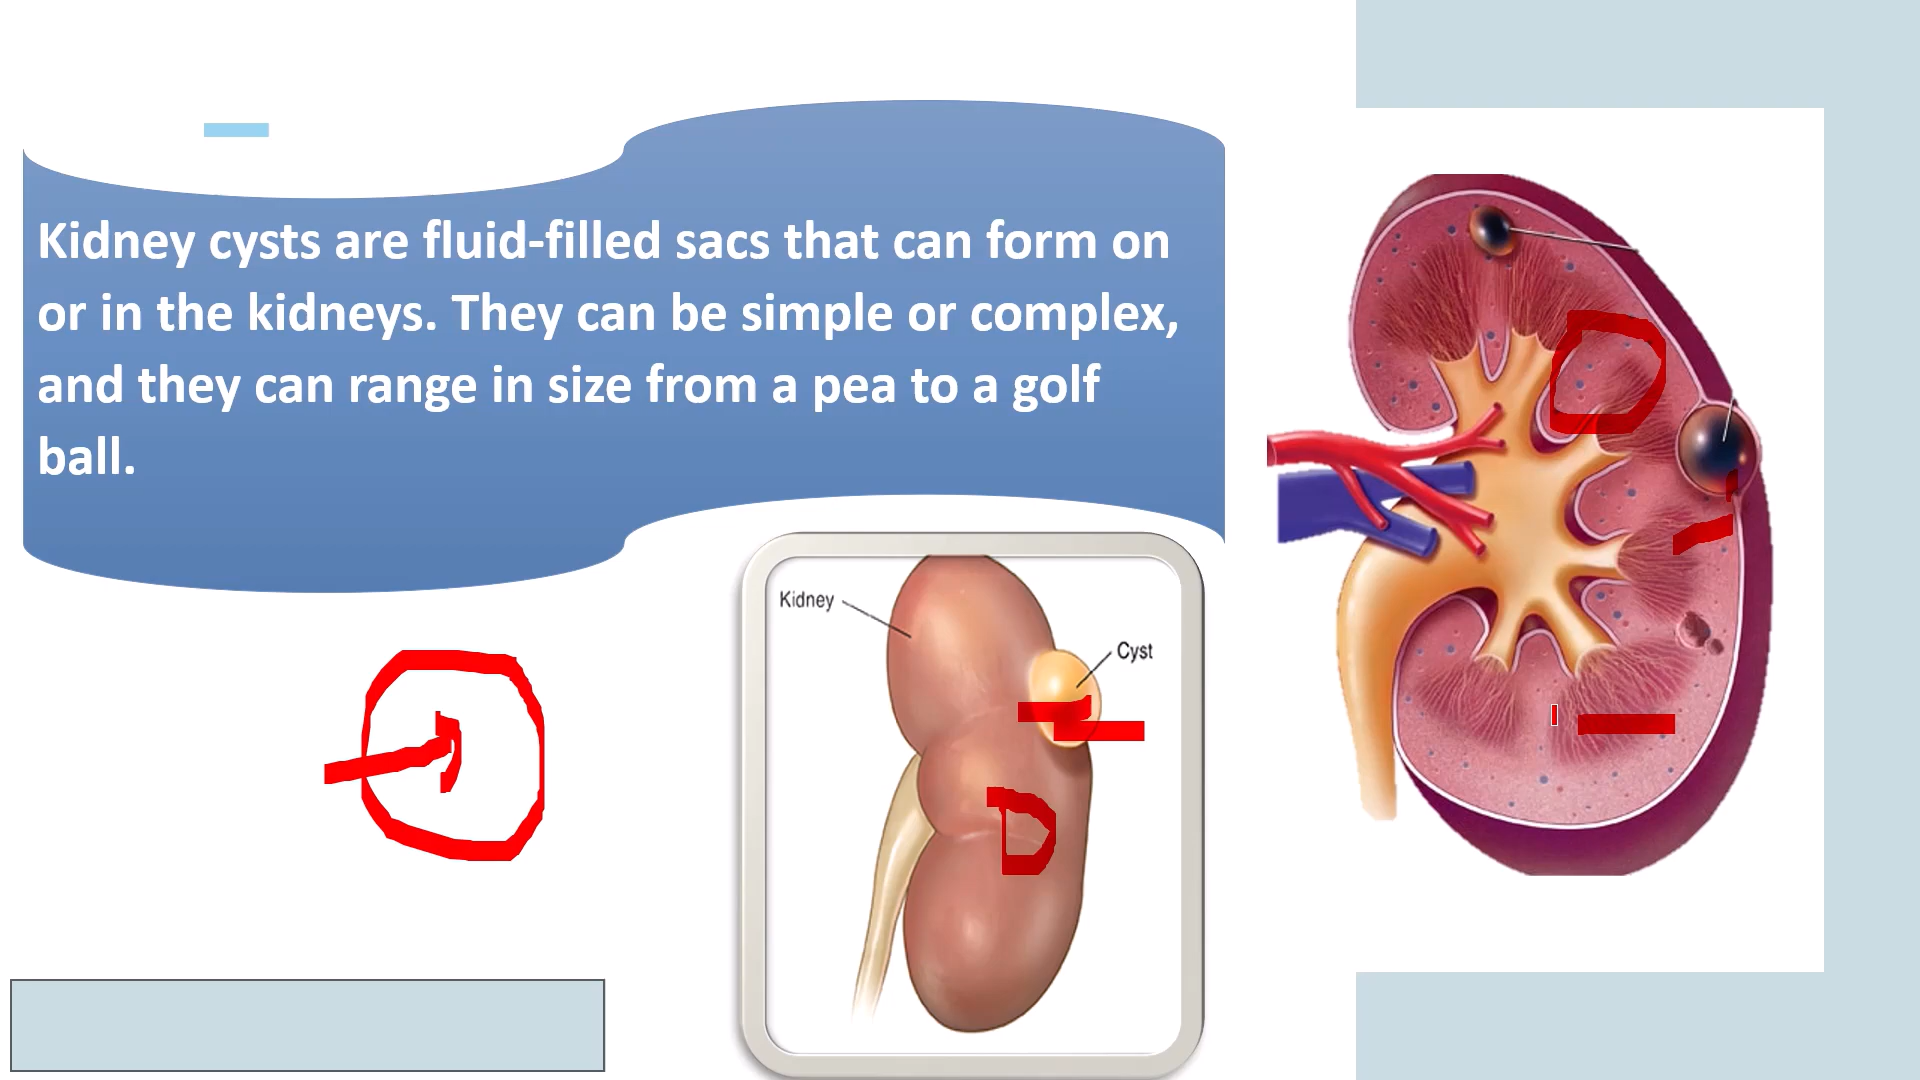 Kidney cysts are fluid-filled sacs that can form on
or in the kidneys. They can be simple or complex,
and they can range in size from a pea to a golf
ball.
Kidney
Cyst